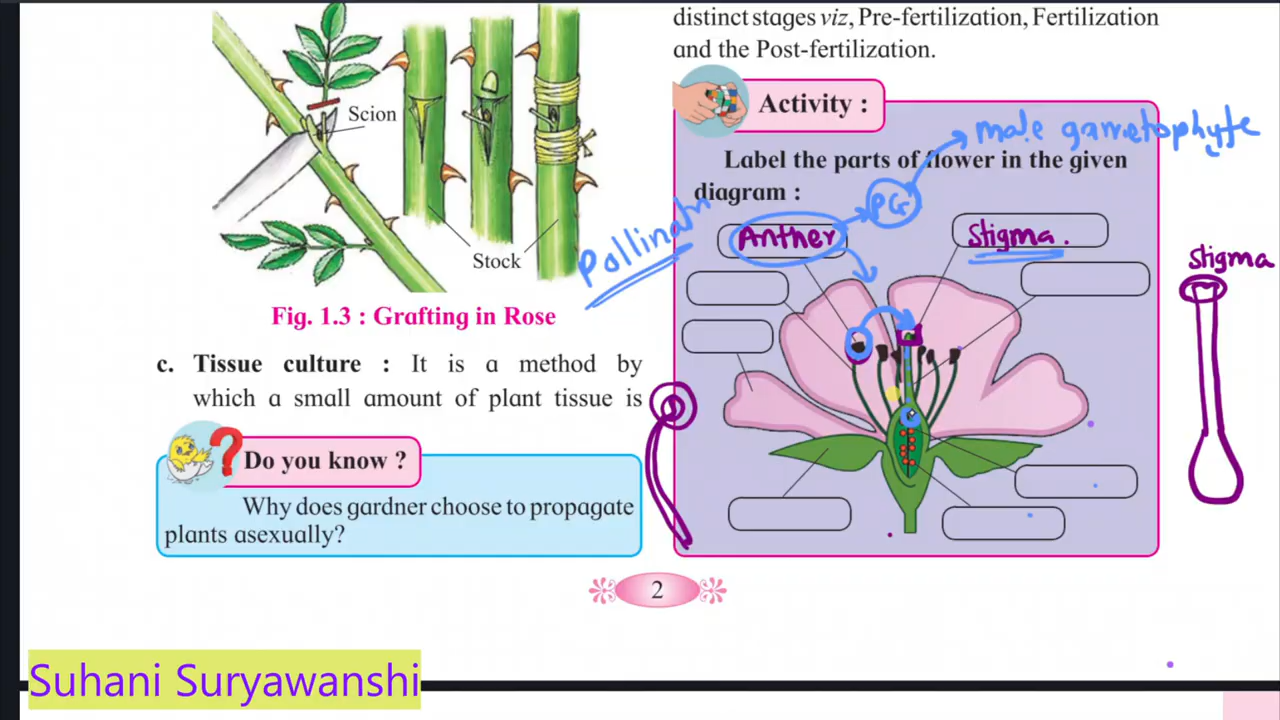 distinct stages viz, Pre-fertilization, Fertilization
and the Post-fertilization.
Activity :
male gametophyte
Label the parts of flower in the given
diagram :
PG
Anther
Stigma.
Pollinatn
Stigma
Scion
Stock
Fig. 1.3 : Grafting in Rose
c. Tissue culture : It is a method by
which a small amount of plant tissue is
?
Do you know ?
Why does gardner choose to propagate
plants asexually?
2
Suhani Suryawanshi